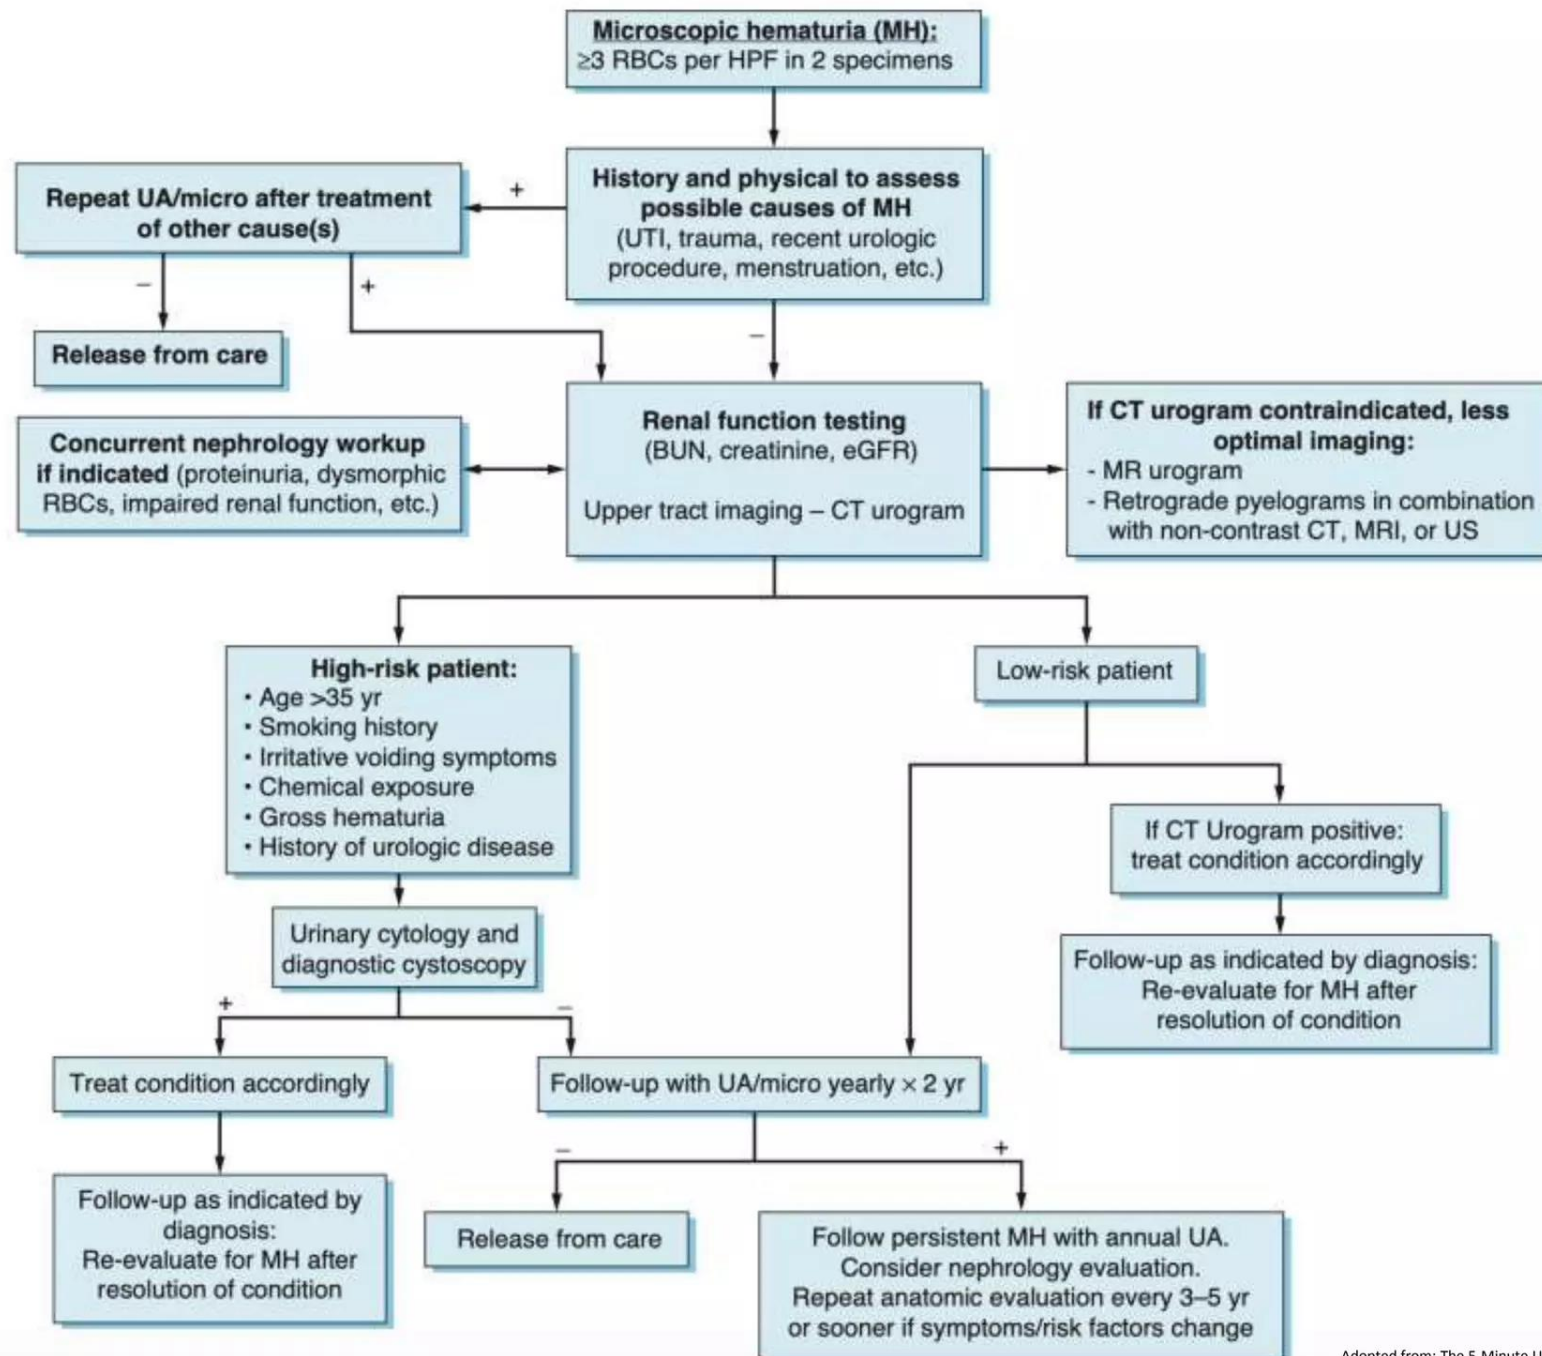 Microscopic hematuria (MH):
≥3 RBCs per HPF in 2 specimens
History and physical to assess
possible causes of MH
(UTI, trauma, recent urologic
procedure, menstruation, etc.)
+
Repeat UA/micro after treatment
of other cause(s)
–
+
–
Release from care
Concurrent nephrology workup
if indicated (proteinuria, dysmorphic
RBCs, impaired renal function, etc.)
Renal function testing
(BUN, creatinine, eGFR)
Upper tract imaging – CT urogram
If CT urogram contraindicated, less
optimal imaging:
- MR urogram
- Retrograde pyelograms in combination
with non-contrast CT, MRI, or US
High-risk patient:
• Age >35 yr
• Smoking history
• Irritative voiding symptoms
• Chemical exposure
• Gross hematuria
• History of urologic disease
Low-risk patient
If CT Urogram positive:
treat condition accordingly
Urinary cytology and
diagnostic cystoscopy
Follow-up as indicated by diagnosis:
Re-evaluate for MH after
resolution of condition
+
–
Treat condition accordingly
Follow-up with UA/micro yearly × 2 yr
–
+
Follow-up as indicated by
diagnosis:
Re-evaluate for MH after
resolution of condition
Release from care
Follow persistent MH with annual UA.
Consider nephrology evaluation.
Repeat anatomic evaluation every 3–5 yr
or sooner if symptoms/risk factors change
from: The 5-Minute